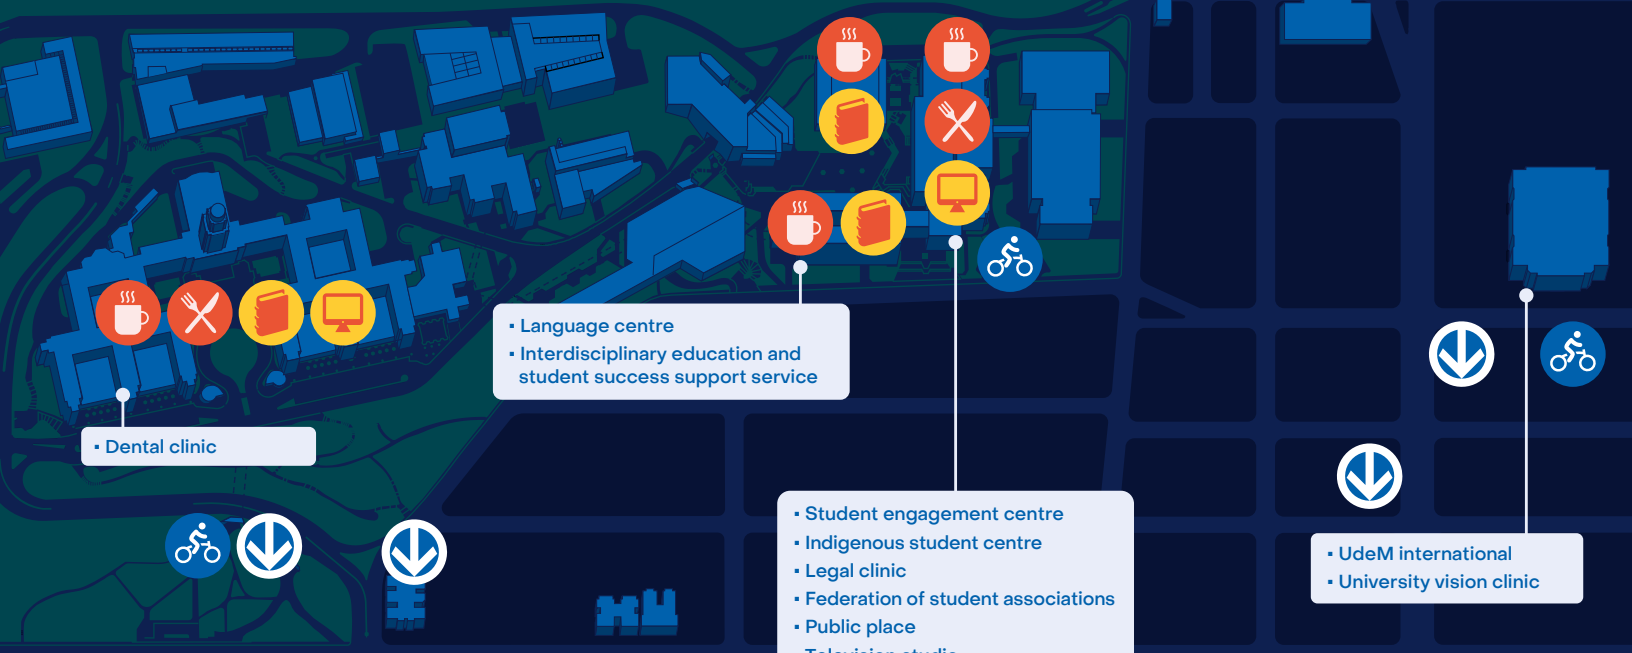 ▪ Language centre
▪ Interdisciplinary education and
student success support service
▪ Dental clinic
▪ Student engagement centre
▪ Indigenous student centre
▪ Legal clinic
▪ Federation of student associations
▪ Public place
▪ UdeM international
▪ University vision clinic